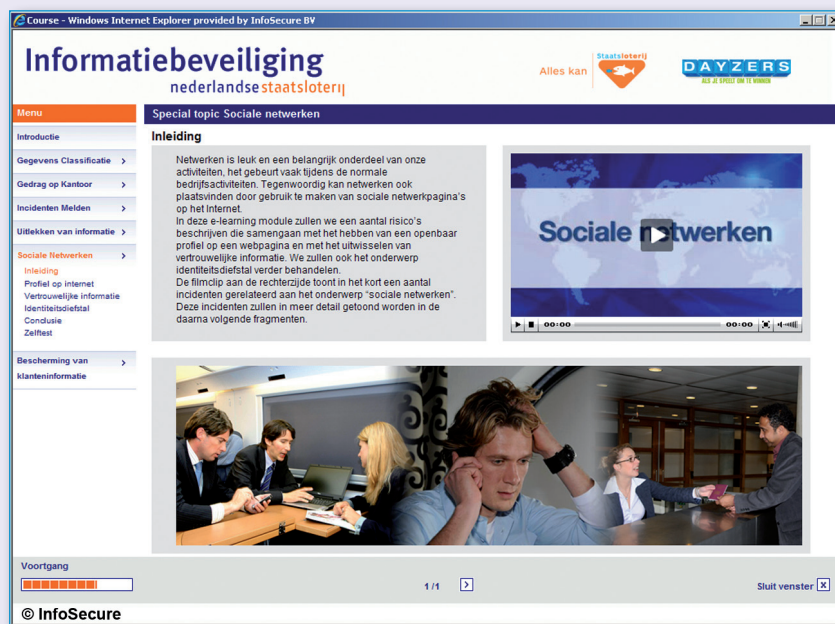 Course - Windows Internet Explorer provided by InfoSecure BV
Informatiebeveiliging
nederlandse staatsloterij
Alles kan
Staatsloterij
DAYZERS
ALS JE SPEELT OM TE WINNEN
Menu
Special topic Sociale netwerken
Introductie
Gegevens Classificatie >
Gedrag op Kantoor >
Incidenten Melden >
Uitlekken van informatie >
Sociale Netwerken >
Inleiding
Profiel op internet
Vertrouwelijke informatie
Identiteitsdiefstal
Conclusie
Zelftest
Bescherming van >
klanteninformatie
Inleiding
Netwerken is leuk en een belangrijk onderdeel van onze
activiteiten, het gebeurt vaak tijdens de normale
bedrijfsactiviteiten. Tegenwoordig kan netwerken ook
plaatsvinden door gebruik te maken van sociale netwerkpagina's
op het Internet.
In deze e-learning module zullen we een aantal risico's
beschrijven die samengaan met het hebben van een openbaar
profiel op een webpagina en met het uitwisselen van
vertrouwelijke informatie. We zullen ook het onderwerp
identiteitsdiefstal verder behandelen.
De filmclip aan de rechterzijde toont in het kort een aantal
incidenten gerelateerd aan het onderwerp "sociale netwerken".
Deze incidenten zullen in meer detail getoond worden in de
daarna volgende fragmenten.
Sociale netwerken
00:00 00:00
Voortgang
1 /1 >
Sluit venster x
© InfoSecure